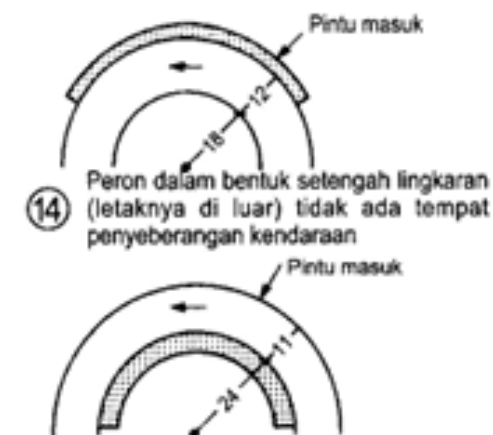 Pintu masuk
12
18
14 Peron dalam bentuk setengah lingkaran
(letaknya di luar) tidak ada tempat
penyeberangan kendaraan
Pintu masuk
11
24